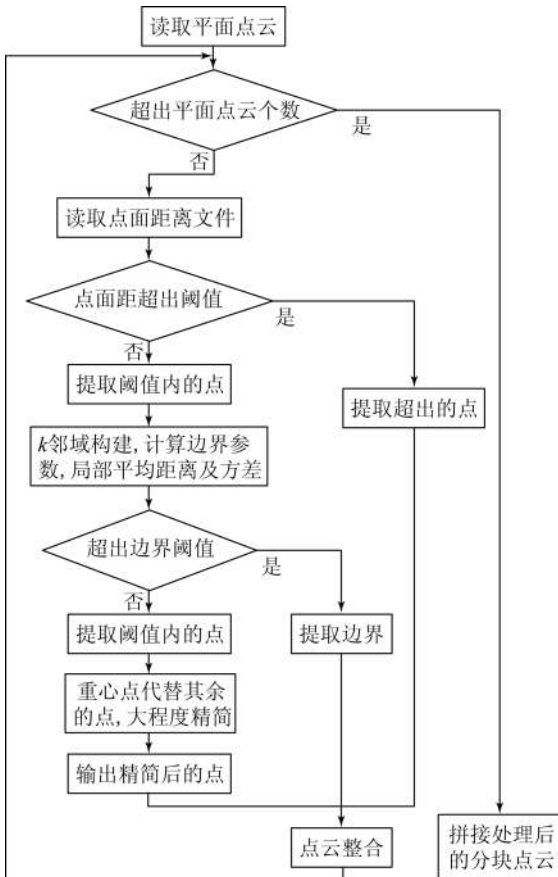 读取平面点云
超出平面点云个数
是
否
读取点面距离文件
点面距超出阈值
是
否
提取阈值内的点
提取超出的点
k邻域构建,计算边界参
数,局部平均距离及方差
超出边界阈值
是
否
提取阈值内的点
提取边界
重心点代替其余
的点,大程度精简
输出精简后的点
点云整合
拼接处理后
的分块点云